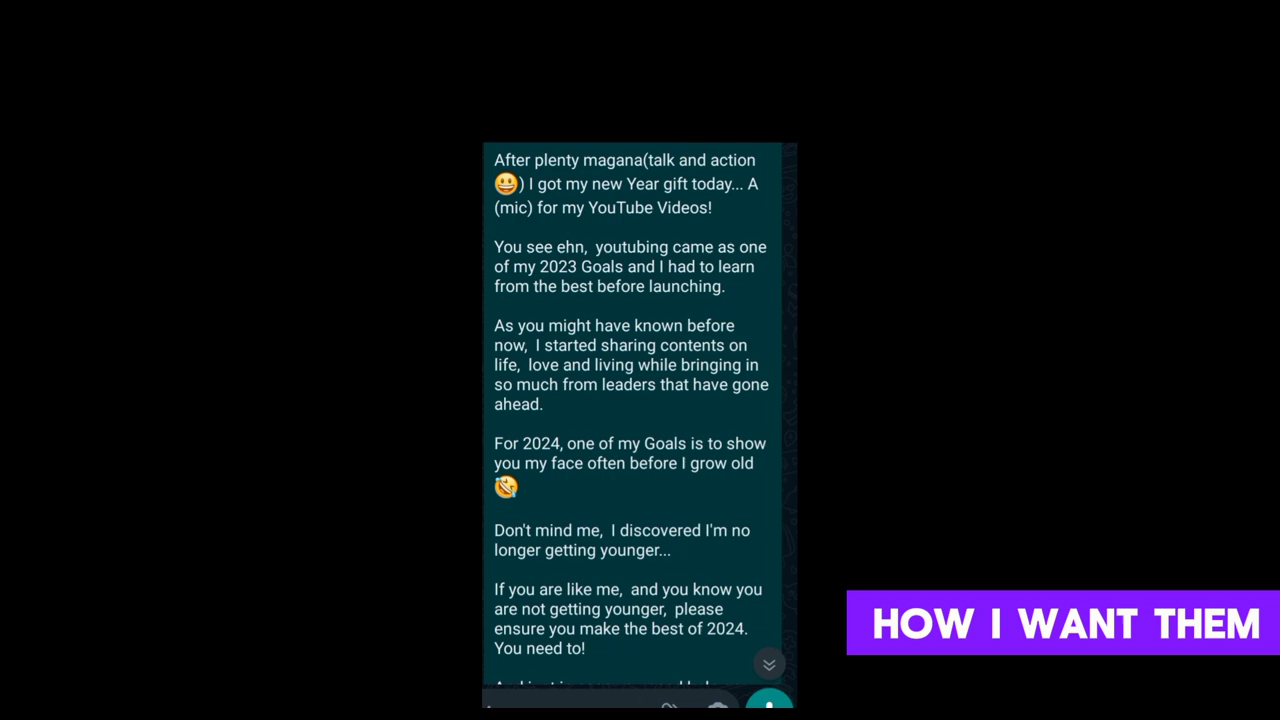 After plenty magana(talk and action
😃) I got my new Year gift today... A
(mic) for my YouTube Videos!
You see ehn, youtubing came as one
of my 2023 Goals and I had to learn
from the best before launching.
As you might have known before
now, I started sharing contents on
life, love and living while bringing in
so much from leaders that have gone
ahead.
For 2024, one of my Goals is to show
you my face often before I grow old
🤣
Don't mind me, I discovered I'm no
longer getting younger...
If you are like me, and you know you
are not getting younger, please
ensure you make the best of 2024.
You need to!
HOW I WANT THEM